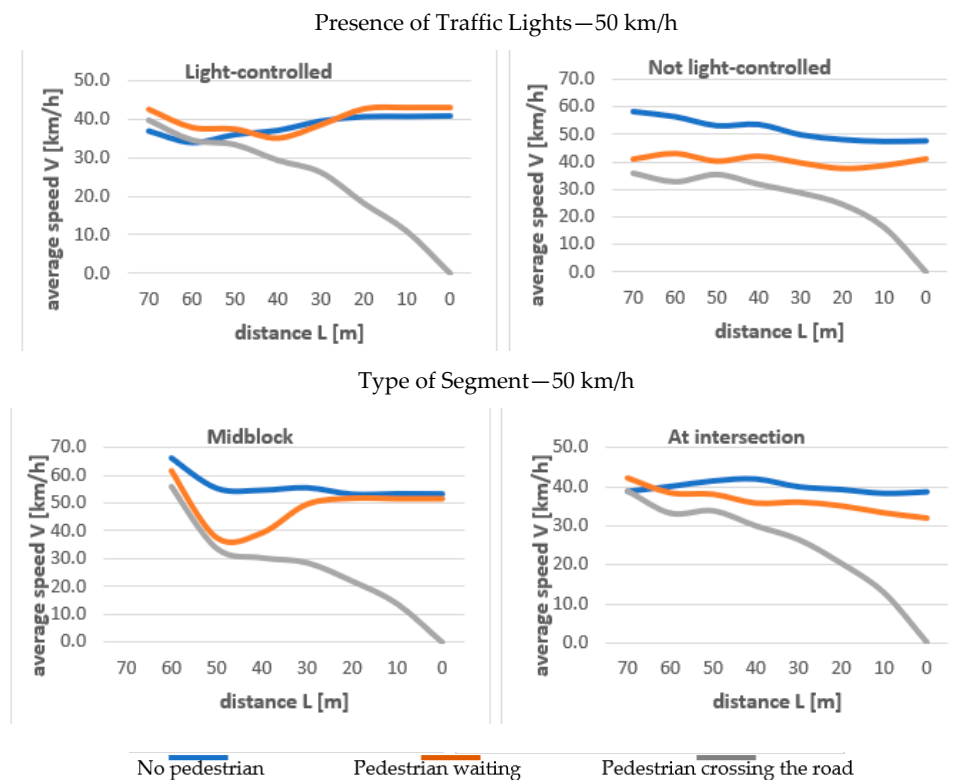 Presence of Traffic Lights—50 km/h
Light-controlled
50.0
40.0
30.0
20.0
10.0
0.0
average speed V [km/h]
70 60 50 40 30 20 10 0
distance L [m]
Not light-controlled
70.0
60.0
50.0
40.0
30.0
20.0
10.0
0.0
average speed V [km/h]
70 60 50 40 30 20 10 0
distance L [m]
Type of Segment—50 km/h
Midblock
70.0
60.0
50.0
40.0
30.0
20.0
10.0
0.0
average speed V [km/h]
70 60 50 40 30 20 10 0
distance L [m]
At intersection
50.0
40.0
30.0
20.0
10.0
0.0
average speed V [km/h]
70 60 50 40 30 20 10 0
distance L [m]
No pedestrian Pedestrian waiting Pedestrian crossing the road